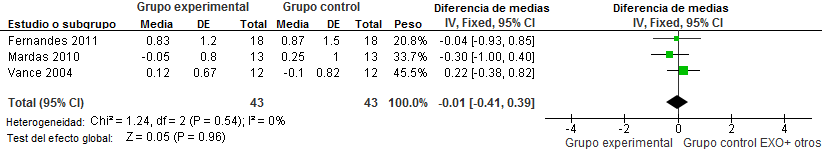 Grupo experimental Grupo control Diferencia de medias Diferencia de medias
Estudio o subgrupo Media DE Total Media DE Total Peso IV, Fixed, 95% CI IV, Fixed, 95% CI
Fernandes 2011 0.83 1.2 18 0.87 1.5 18 20.8% -0.04 [-0.93, 0.85]
Mardas 2010 -0.05 0.8 13 0.25 1 13 33.7% -0.30 [-1.00, 0.40]
Vance 2004 0.12 0.67 12 -0.1 0.82 12 45.5% 0.22 [-0.38, 0.82]
Total (95% CI) 43 43 100.0% -0.01 [-0.41, 0.39]
Heterogeneidad: Chi² = 1.24, df = 2 (P = 0.54); I² = 0%
Test del efecto global: Z = 0.05 (P = 0.96)
-4 -2 0 2 4
Grupo experimental Grupo control EXO+ otros